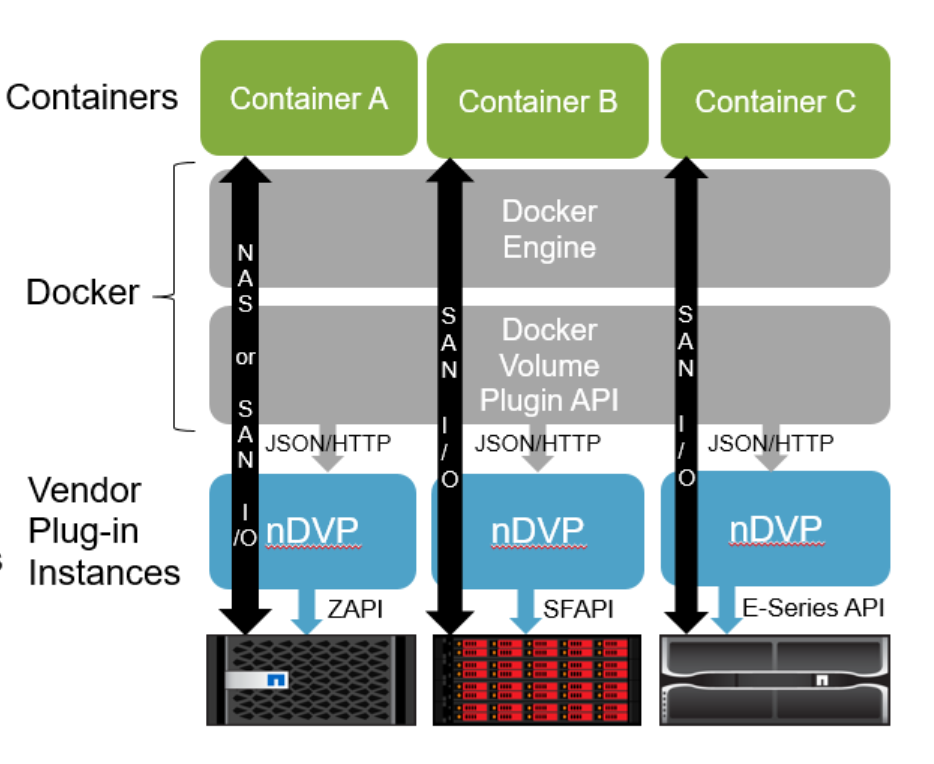 Containers
Container A
Container B
Container C
Docker
Docker
Engine
Docker
Volume
Plugin API
NAS or SAN I/O
SAN I/O
SAN I/O
JSON/HTTP
JSON/HTTP
JSON/HTTP
Vendor
Plug-in
Instances
s
nDVP
nDVP
nDVP
ZAPI
SFAPI
E-Series API